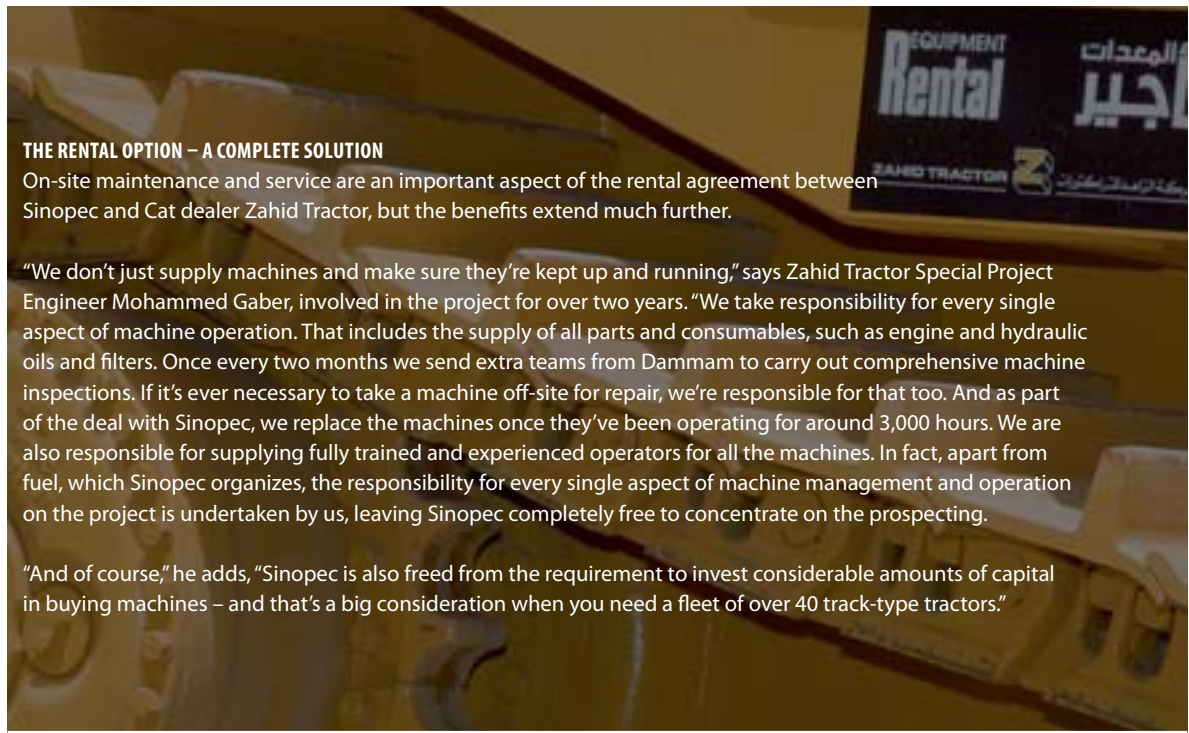 EQUIPMENT
Rental
المعدات
ZAHID TRACTOR
THE RENTAL OPTION – A COMPLETE SOLUTION
On-site maintenance and service are an important aspect of the rental agreement between
Sinopec and Cat dealer Zahid Tractor, but the benefits extend much further.
“We don’t just supply machines and make sure they’re kept up and running,” says Zahid Tractor Special Project
Engineer Mohammed Gaber, involved in the project for over two years. “We take responsibility for every single
aspect of machine operation. That includes the supply of all parts and consumables, such as engine and hydraulic
oils and filters. Once every two months we send extra teams from Dammam to carry out comprehensive machine
inspections. If it’s ever necessary to take a machine off-site for repair, we’re responsible for that too. And as part
of the deal with Sinopec, we replace the machines once they’ve been operating for around 3,000 hours. We are
also responsible for supplying fully trained and experienced operators for all the machines. In fact, apart from
fuel, which Sinopec organizes, the responsibility for every single aspect of machine management and operation
on the project is undertaken by us, leaving Sinopec completely free to concentrate on the prospecting.
“And of course,” he adds, “Sinopec is also freed from the requirement to invest considerable amounts of capital
in buying machines – and that’s a big consideration when you need a fleet of over 40 track-type tractors.”